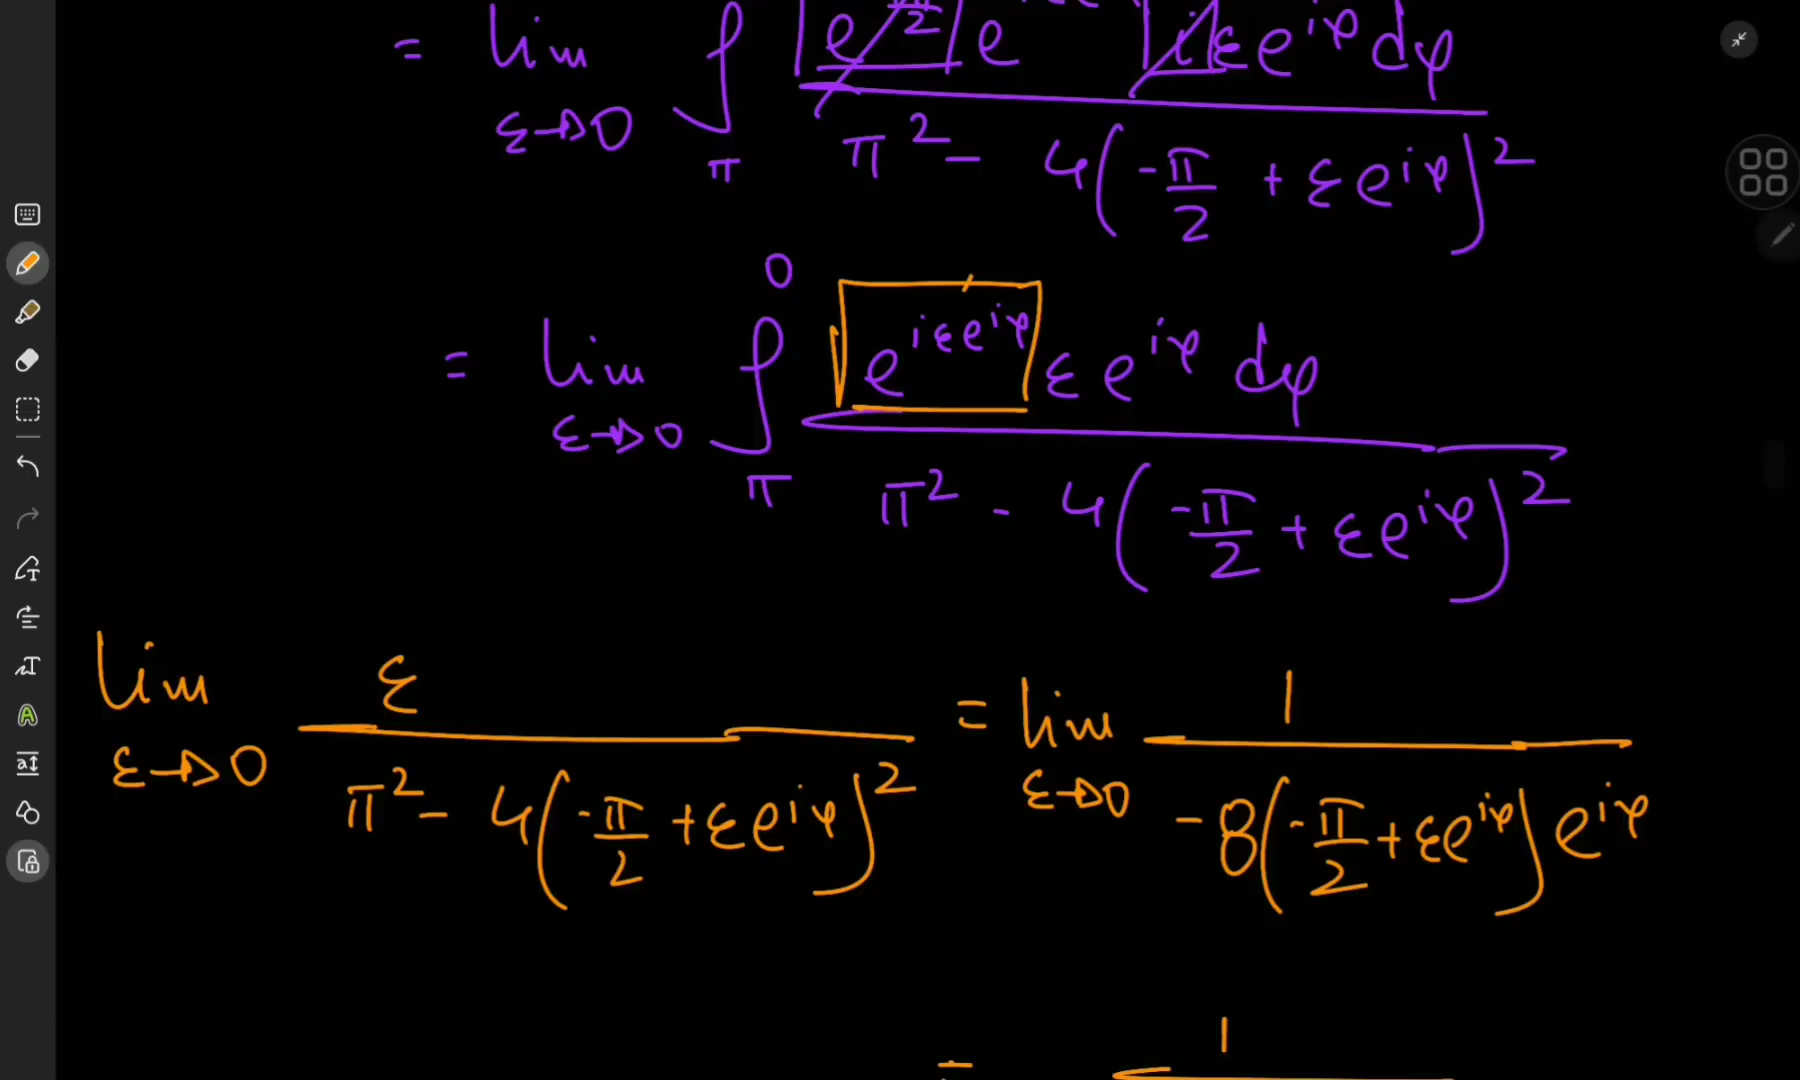 = lim ∫ e e iεe^{iφ} dφ
ε→0 π π² - 4(-π/2 + εe^{iφ})²
0
= lim ∫ e^{iεe^{iφ}} εe^{iφ} dφ
ε→0 π π² - 4(-π/2 + εe^{iφ})²
lim ε = lim 1
ε→0 π² - 4(-π/2 + εe^{iφ})² ε→0 -8(-π/2 + εe^{iφ})e^{iφ}
= 1